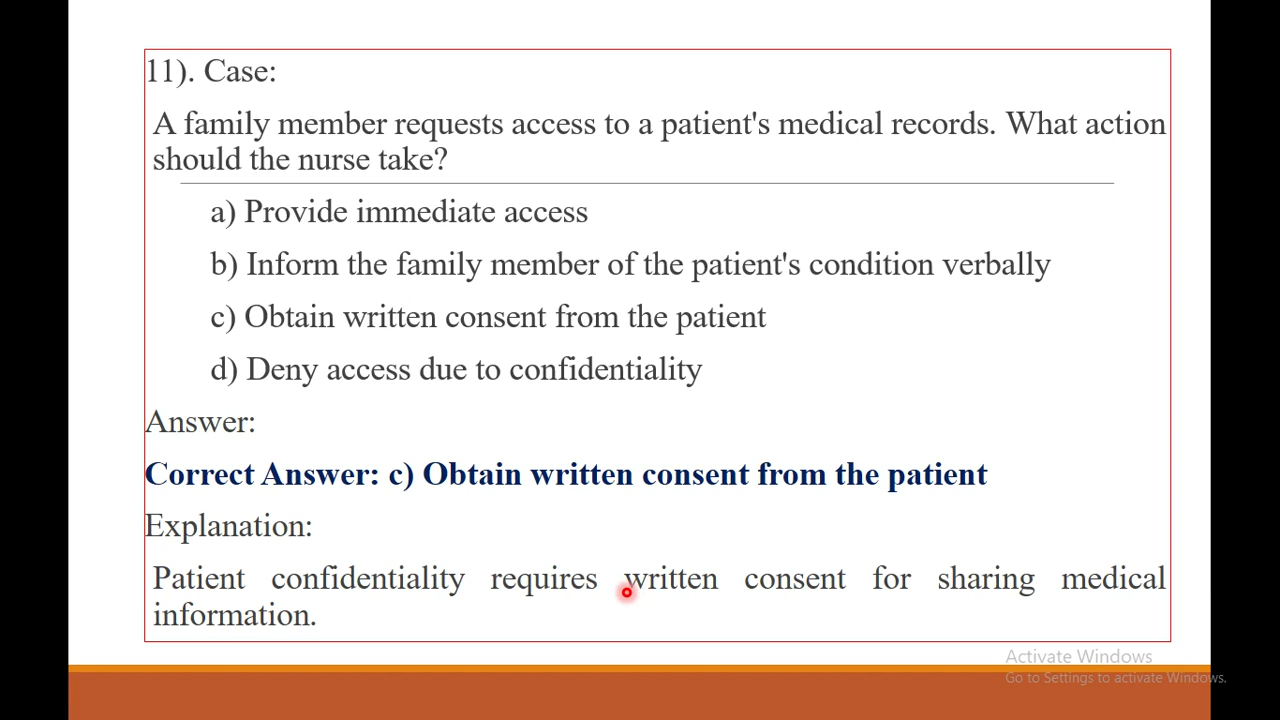 11). Case:
A family member requests access to a patient's medical records. What action
should the nurse take?
a) Provide immediate access
b) Inform the family member of the patient's condition verbally
c) Obtain written consent from the patient
d) Deny access due to confidentiality
Answer:
Correct Answer: c) Obtain written consent from the patient
Explanation:
Patient confidentiality requires written consent for sharing medical
information.
Activate Windows
Go to Settings to activate Windows.